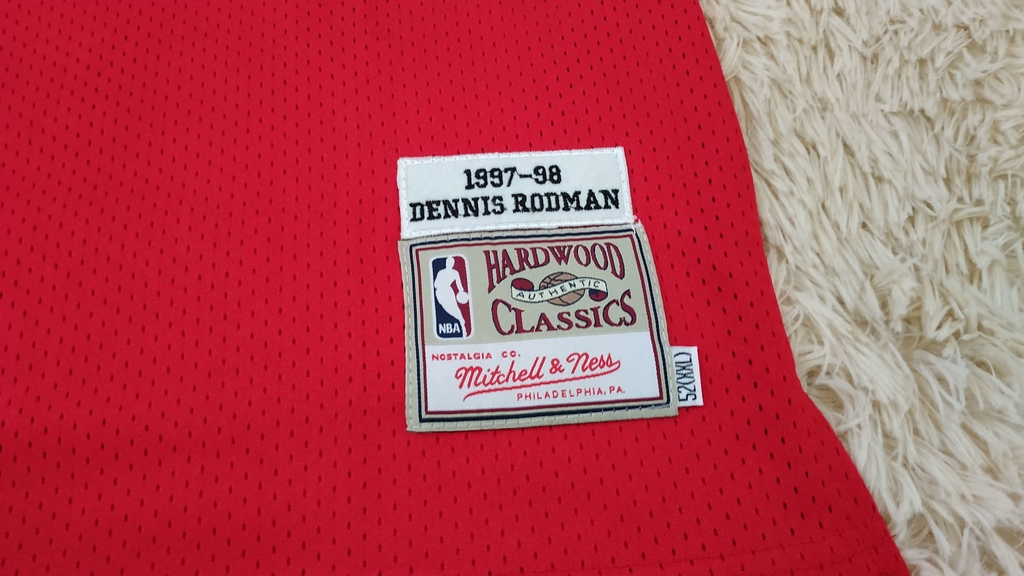 1997-98
DENNIS RODMAN
HARDWOOD
AUTHENTIC
CLASSICS
NBA
NOSTALGIA CO.
Mitchell & Ness
PHILADELPHIA, PA.
52(XXL)